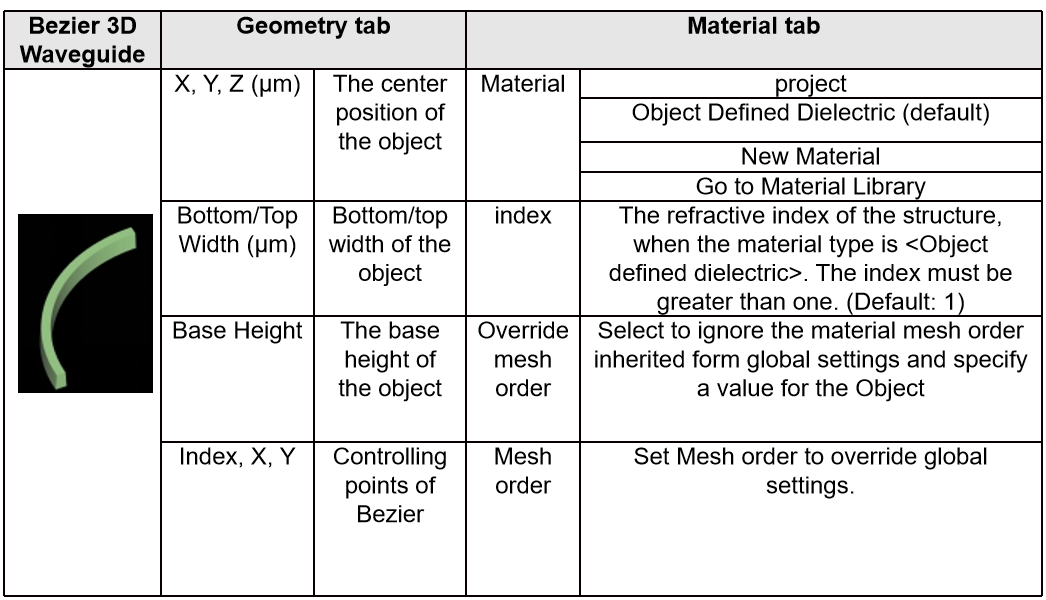 Bezier 3D
Waveguide
Geometry tab
Material tab
X, Y, Z (μm)
The center
position of
the object
Material
project
Object Defined Dielectric (default)
New Material
Go to Material Library
Bottom/Top
Width (μm)
Bottom/top
width of the
object
index
The refractive index of the structure,
when the material type is <Object
defined dielectric>. The index must be
greater than one. (Default: 1)
Base Height
The base
height of
the object
Override
mesh
order
Select to ignore the material mesh order
inherited form global settings and specify
a value for the Object
Index, X, Y
Controlling
points of
Bezier
Mesh
order
Set Mesh order to override global
settings.